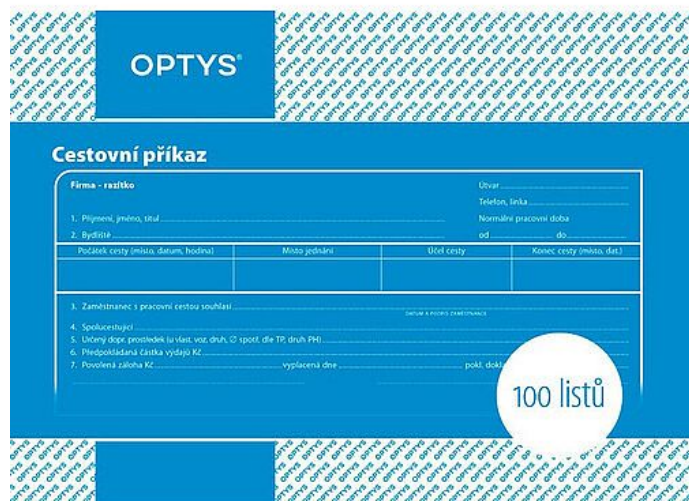 OPTYS®
Cestovní příkaz
Firma - razítko
Útvar
Telefon, linka
1. Příjmení, jméno, titul
Normální pracovní doba
2. Bydliště
od do
Počátek cesty (místo, datum, hodina) Místo jednání Účel cesty Konec cesty (místo, dat.)
3. Zaměstnanec s pracovní cestou souhlasí
DATUM A PODPIS ZAMĚSTNANCE
4. Spolucestující
5. Určený dopr. prostředek (u vlast. voz. druh, ∅ spotř. dle TP, druh PH)
6. Předpokládaná částka výdajů Kč
7. Povolená záloha Kč vyplacená dne pokl. dokl.
100 listů